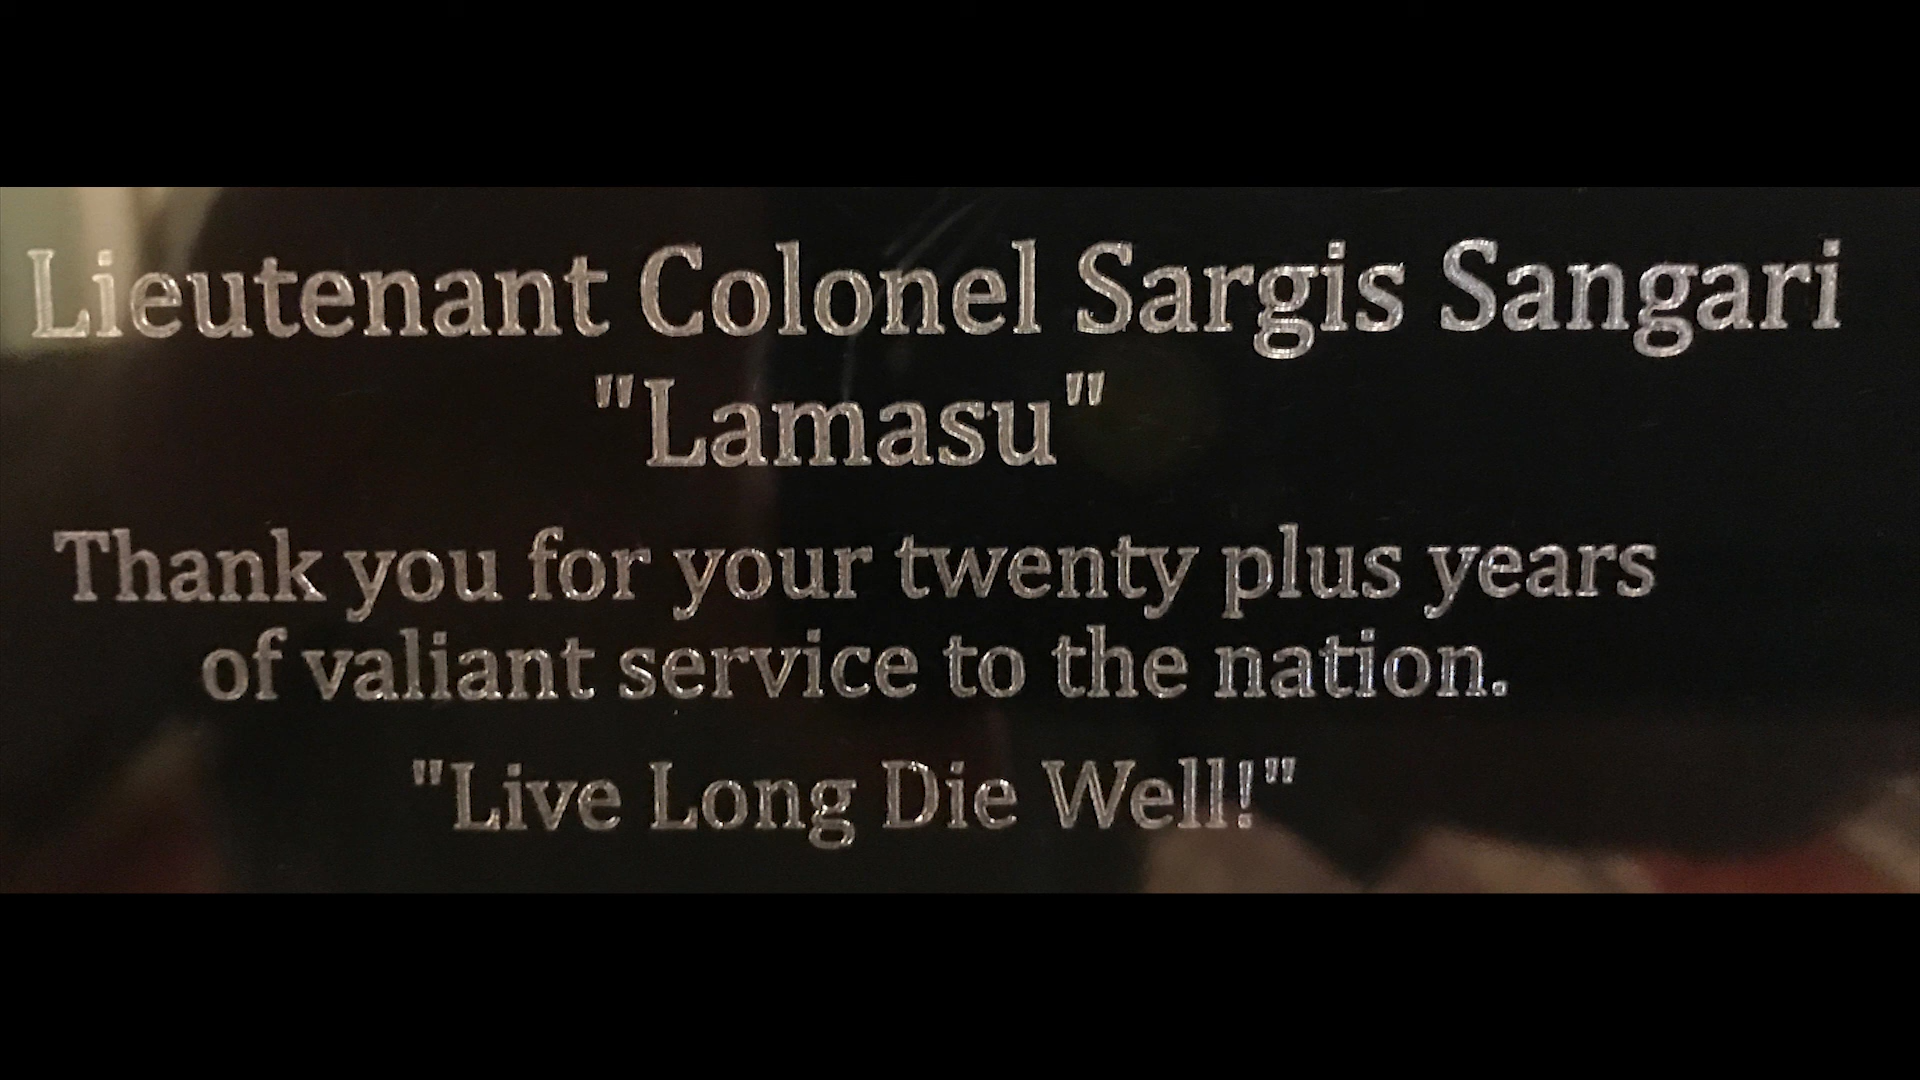 Lieutenant Colonel Sargis Sangari
"Lamasu"
Thank you for your twenty plus years
of valiant service to the nation.
"Live Long Die Well!"